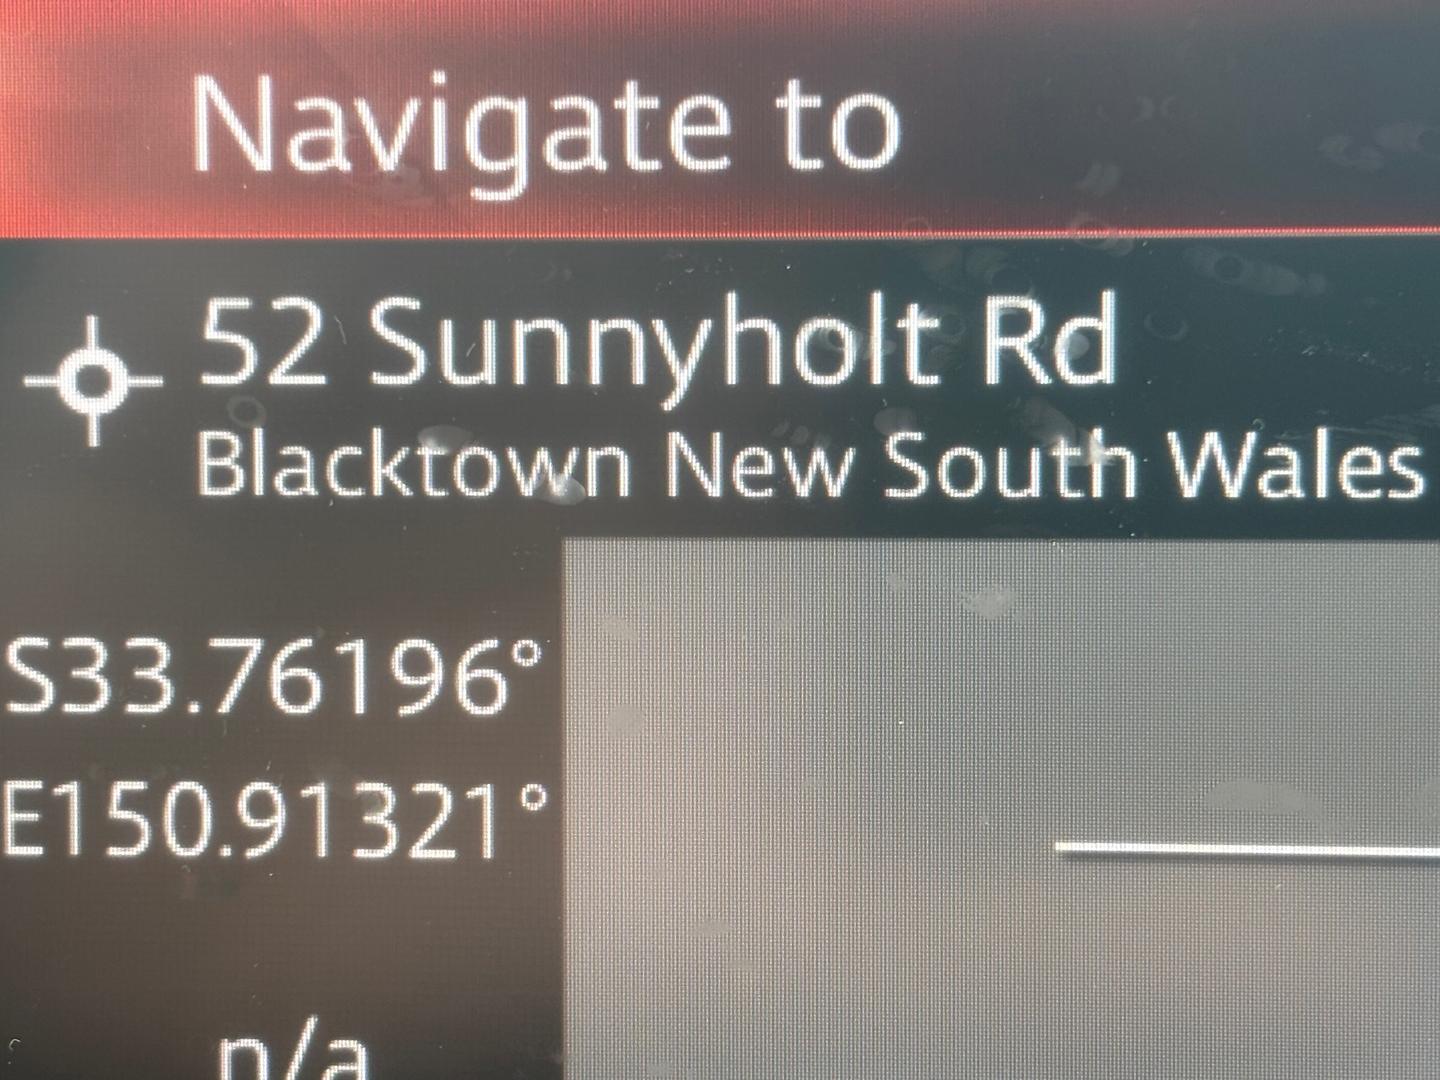 Navigate to
52 Sunnyholt Rd
Blacktown New South Wales
S33.76196°
E150.91321°
n/a